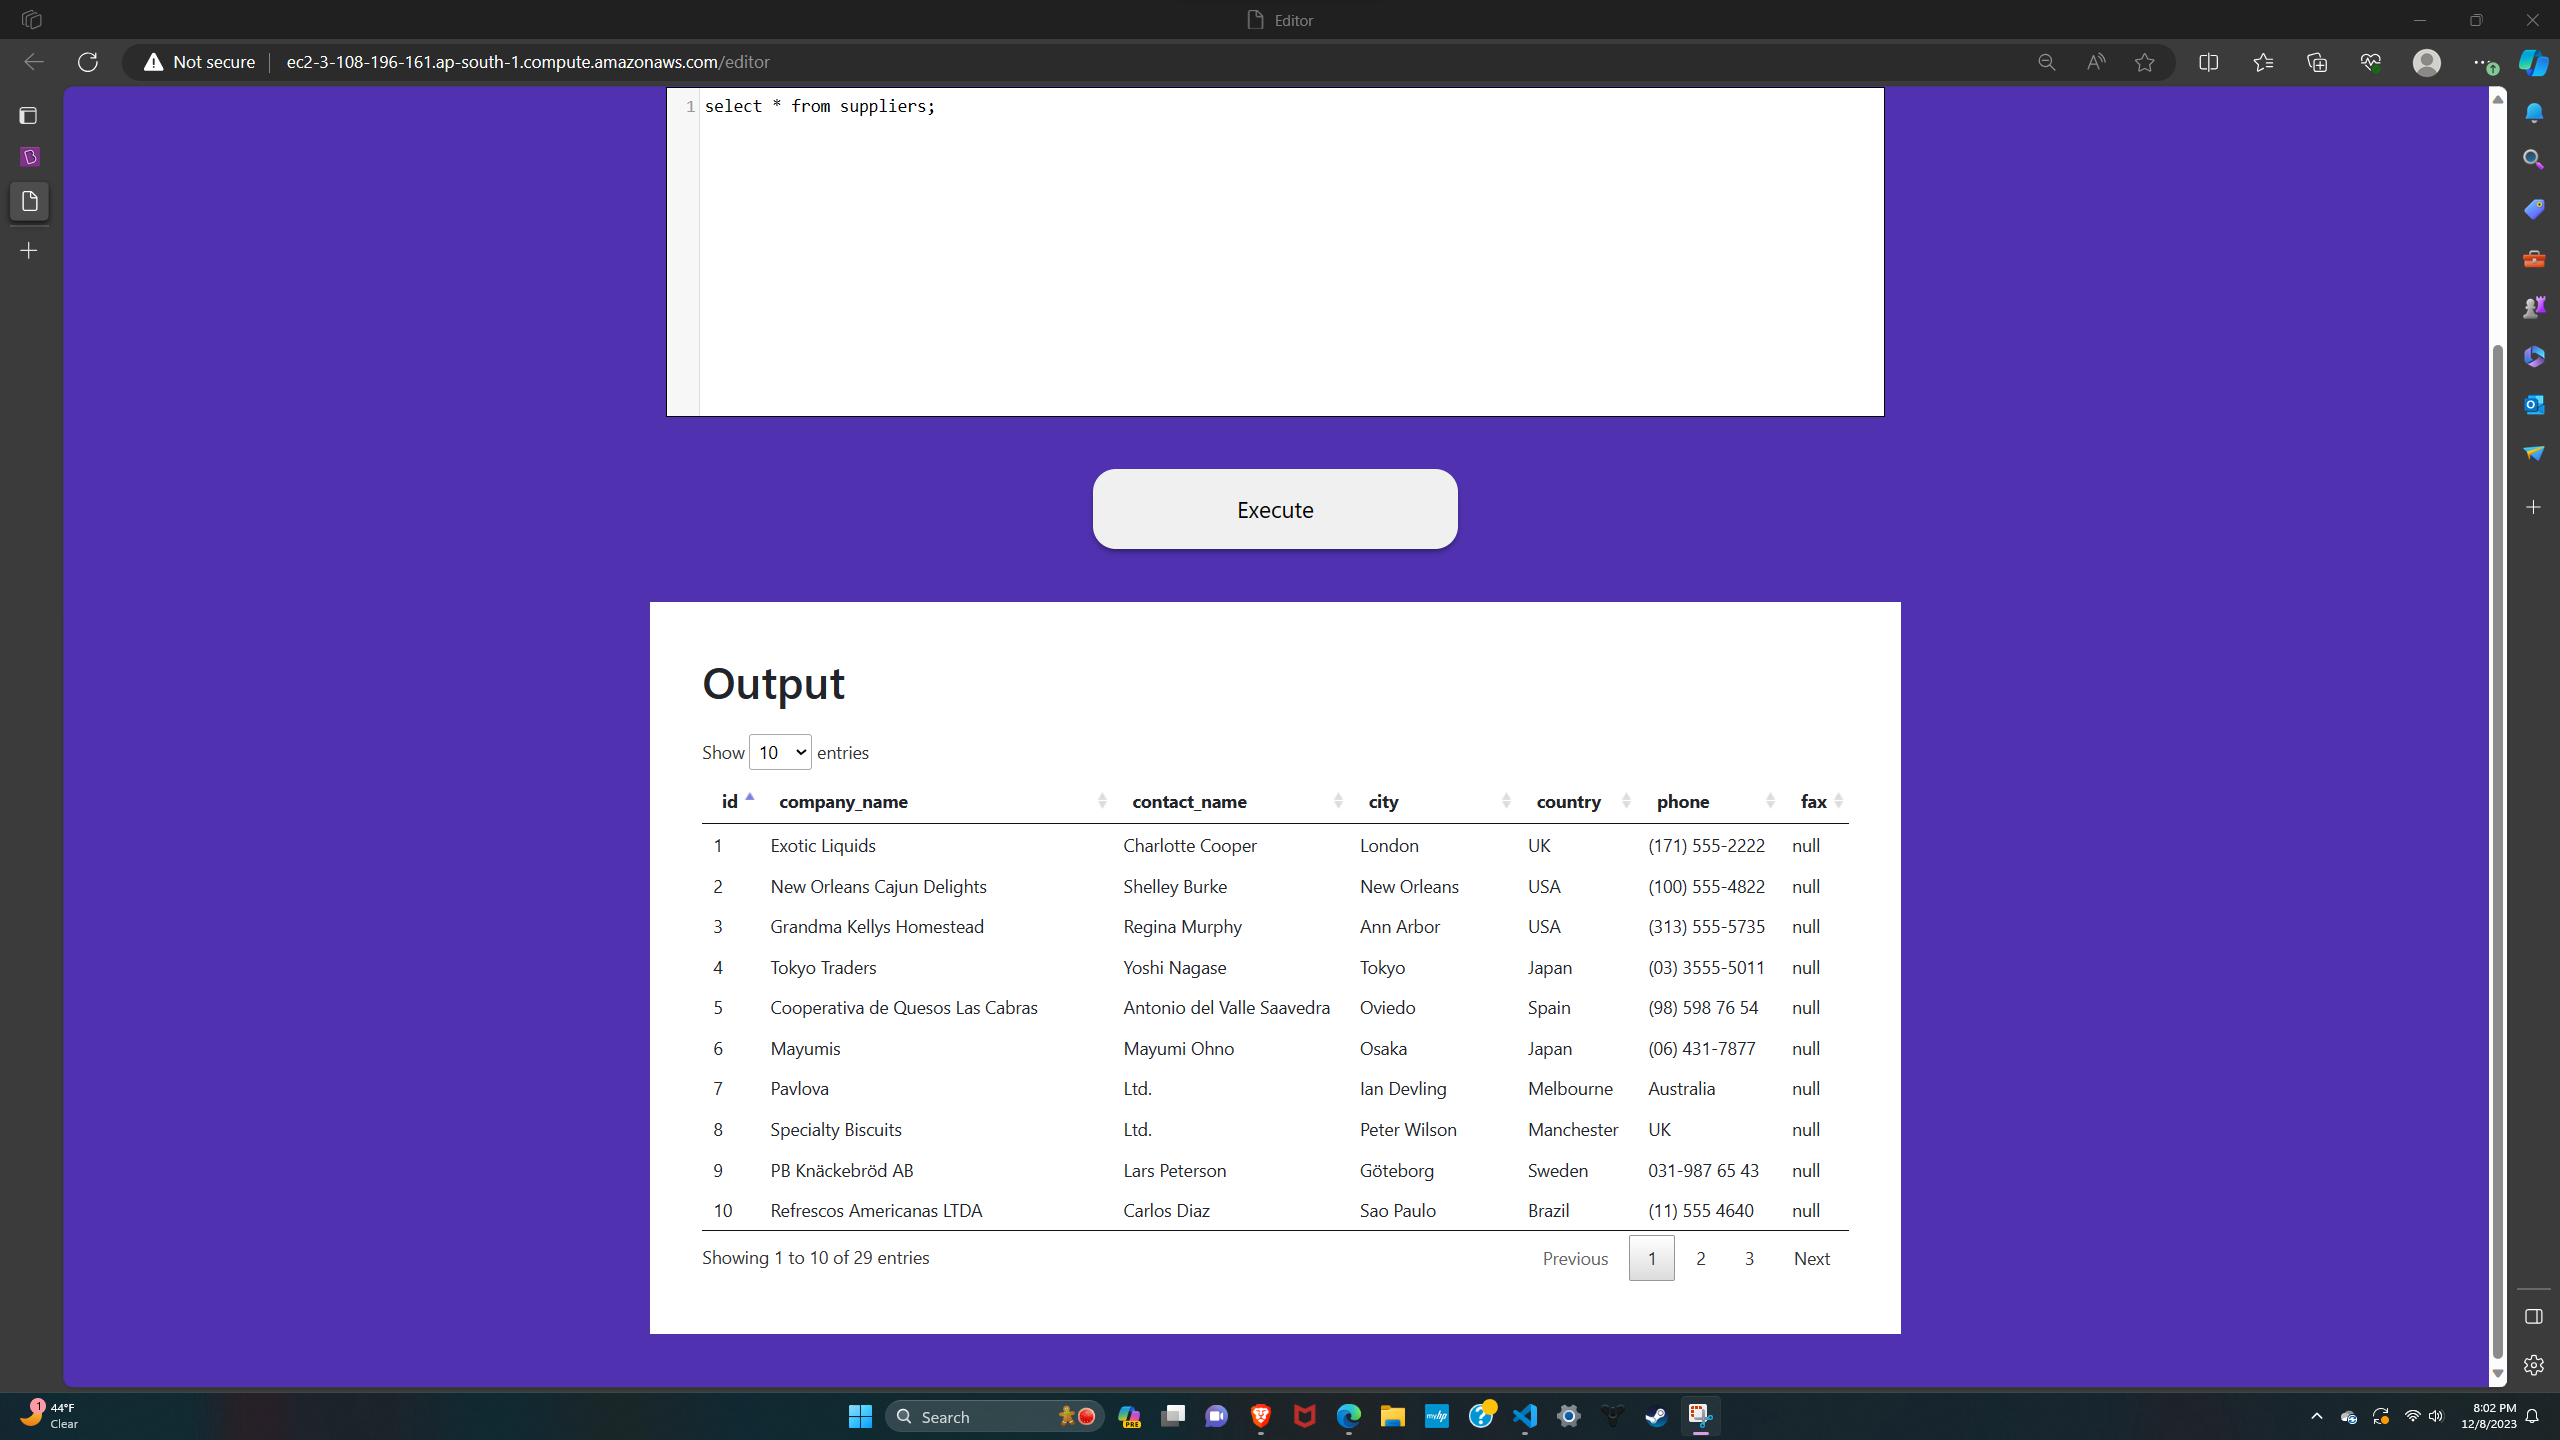 Editor
Not secure ec2-3-108-196-161.ap-south-1.compute.amazonaws.com/editor
1 select * from suppliers;
Execute
Output
Show 10 entries
id company_name contact_name city country phone fax
1 Exotic Liquids Charlotte Cooper London UK (171) 555-2222 null
2 New Orleans Cajun Delights Shelley Burke New Orleans USA (100) 555-4822 null
3 Grandma Kellys Homestead Regina Murphy Ann Arbor USA (313) 555-5735 null
4 Tokyo Traders Yoshi Nagase Tokyo Japan (03) 3555-5011 null
5 Cooperativa de Quesos Las Cabras Antonio del Valle Saavedra Oviedo Spain (98) 598 76 54 null
6 Mayumis Mayumi Ohno Osaka Japan (06) 431-7877 null
7 Pavlova Ltd. Ian Devling Melbourne Australia null
8 Specialty Biscuits Ltd. Peter Wilson Manchester UK null
9 PB Knäckebröd AB Lars Peterson Göteborg Sweden 031-987 65 43 null
10 Refrescos Americanas LTDA Carlos Diaz Sao Paulo Brazil (11) 555 4640 null
Showing 1 to 10 of 29 entries Previous 1 2 3 Next
1 44°F
Clear
Search
PRE
myhp
8:02 PM
12/8/2023